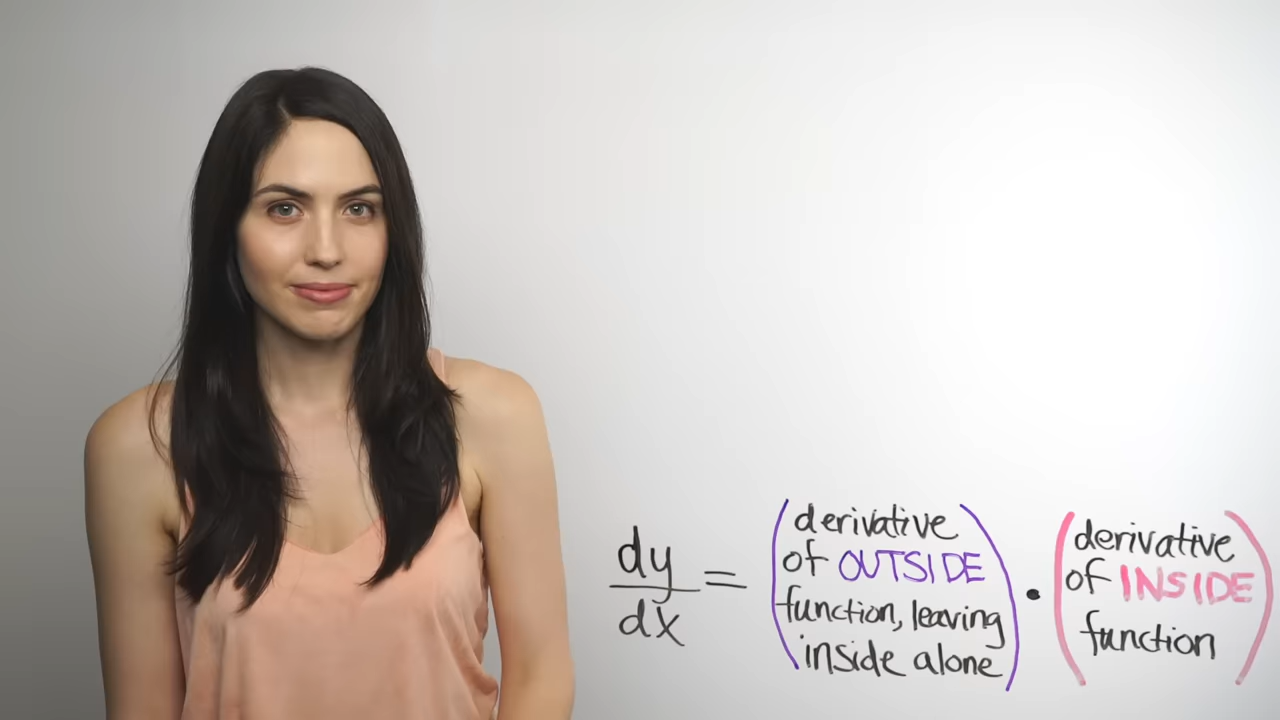 dy/dx = (derivative of OUTSIDE function, leaving inside alone) • (derivative of INSIDE function)